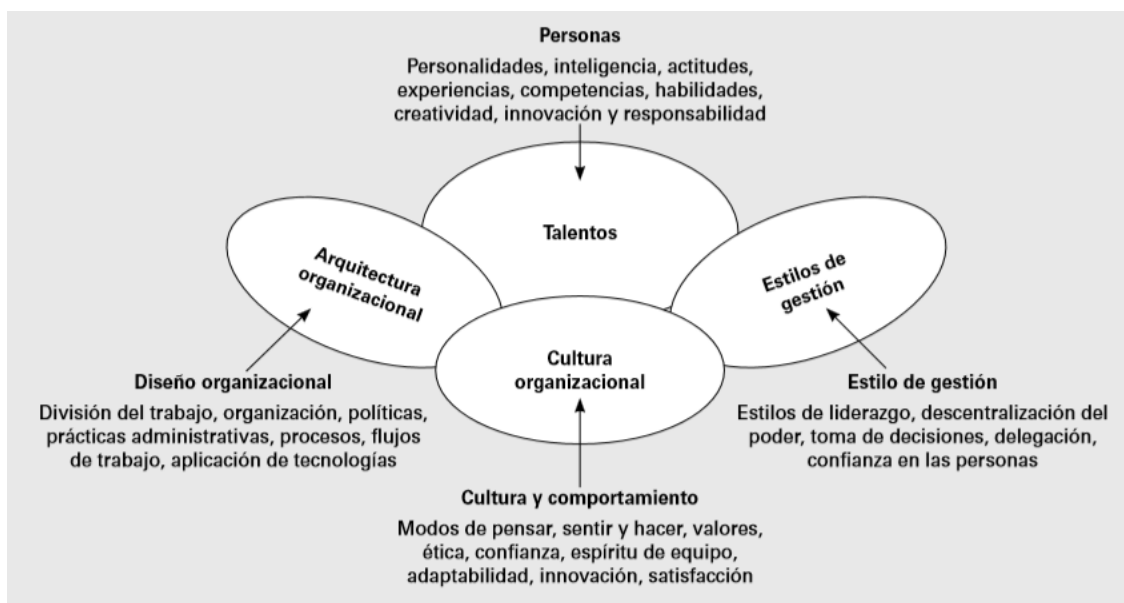 Personas
Personalidades, inteligencia, actitudes,
experiencias, competencias, habilidades,
creatividad, innovación y responsabilidad
Talentos
Arquitectura
organizacional
Estilos de
gestión
Cultura
organizacional
Diseño organizacional
División del trabajo, organización, políticas,
prácticas administrativas, procesos, flujos
de trabajo, aplicación de tecnologías
Estilo de gestión
Estilos de liderazgo, descentralización del
poder, toma de decisiones, delegación,
confianza en las personas
Cultura y comportamiento
Modos de pensar, sentir y hacer, valores,
ética, confianza, espíritu de equipo,
adaptabilidad, innovación, satisfacción